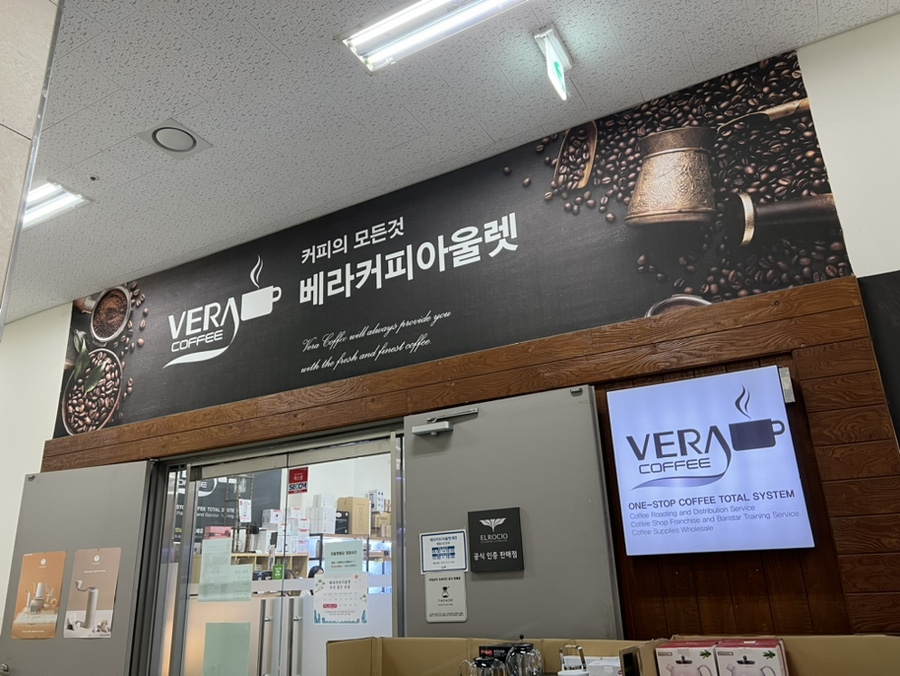 커피의 모든것
베라커피아울렛
VERA
COFFEE
Vera Coffee will always provide you
with the fresh and finest coffee
VERA
COFFEE
ONE-STOP COFFEE TOTAL SYSTEM
Coffee Roasting and Distribution Service
Coffee Shop Franchise and Baristar Training Service
Coffee Supplies Wholesale
SECOM
ELROCIO
공식 인증 판매점